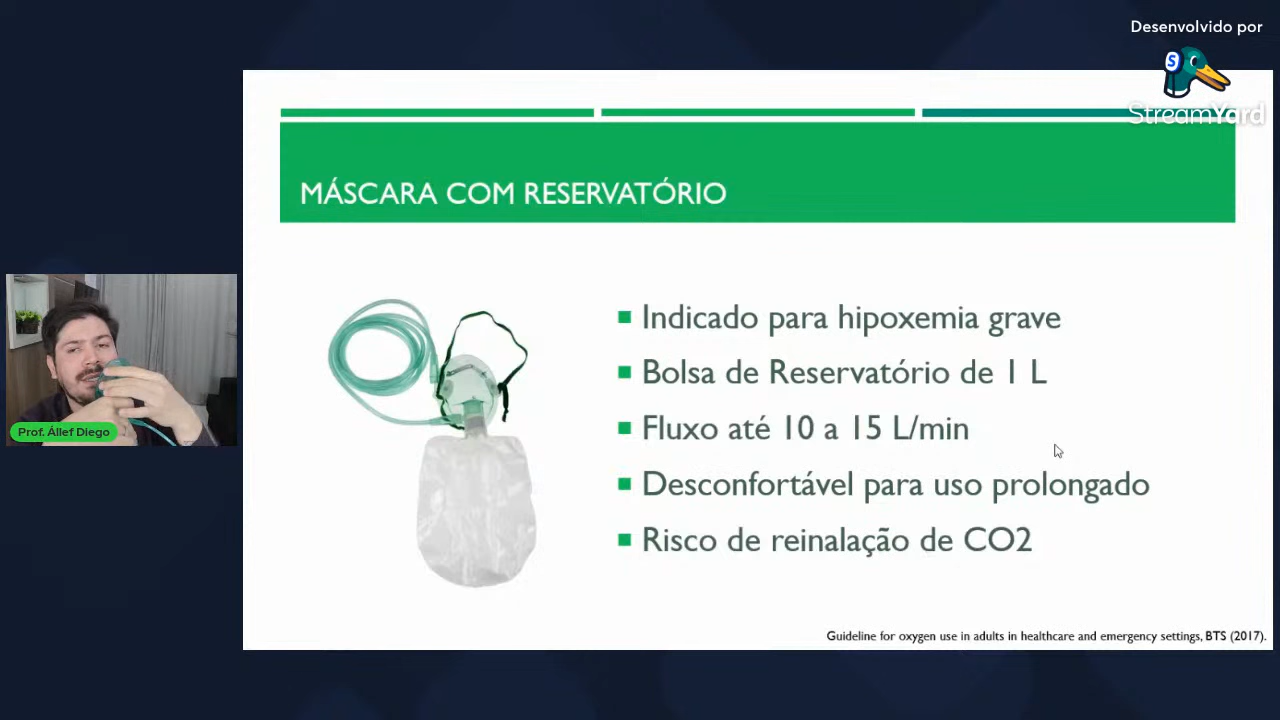 Desenvolvido por
StreamYard
MÁSCARA COM RESERVATÓRIO
Indicado para hipoxemia grave
Bolsa de Reservatório de 1 L
Fluxo até 10 a 15 L/min
Desconfortável para uso prolongado
Risco de reinalação de CO2
Prof. Állef Diego
Guideline for oxygen use in adults in healthcare and emergency settings, BTS (2017).